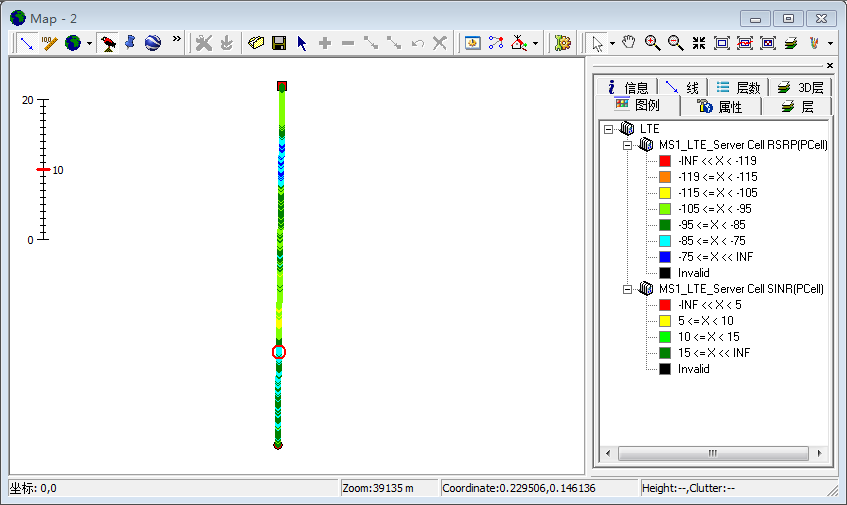 Map - 2
100
»
信息
线
层数
3D层
图例
属性
层
20
10
0
LTE
MS1_LTE_Server Cell RSRP(PCell)
-INF << X < -119
-119 <= X < -115
-115 <= X < -105
-105 <= X < -95
-95 <= X < -85
-85 <= X < -75
-75 <= X << INF
Invalid
MS1_LTE_Server Cell SINR(PCell)
-INF << X < 5
5 <= X < 10
10 <= X < 15
15 <= X << INF
Invalid
坐标: 0,0
Zoom:39135 m
Coordinate:0.229506,0.146136
Height:--,Clutter:--